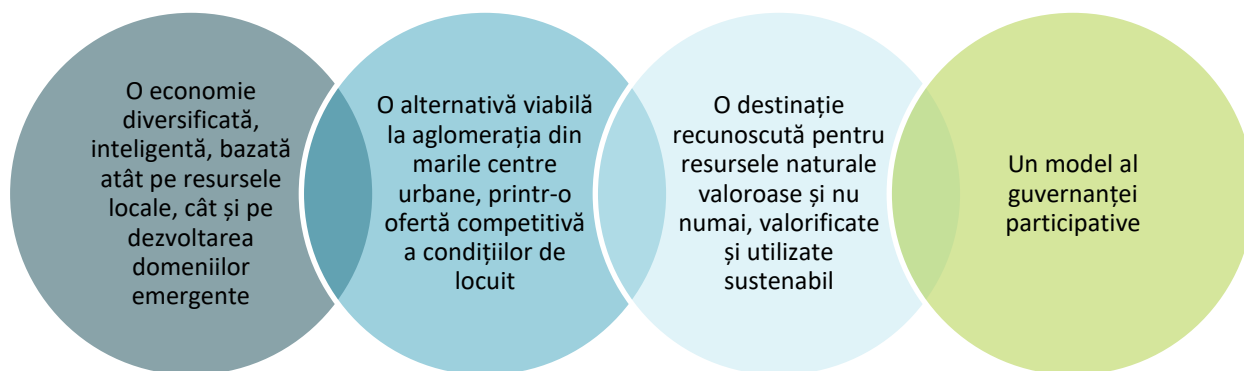 O economie
diversificată,
inteligentă, bazată
atât pe resursele
locale, cât și pe
dezvoltarea
domeniilor
emergente
O alternativă viabilă
la aglomerația din
marile centre
urbane, printr-o
ofertă competitivă
a condițiilor de
locuit
O destinație
recunoscută pentru
resursele naturale
valoroase și nu
numai, valorificate
și utilizate
sustenabil
Un model al
guvernanței
participative